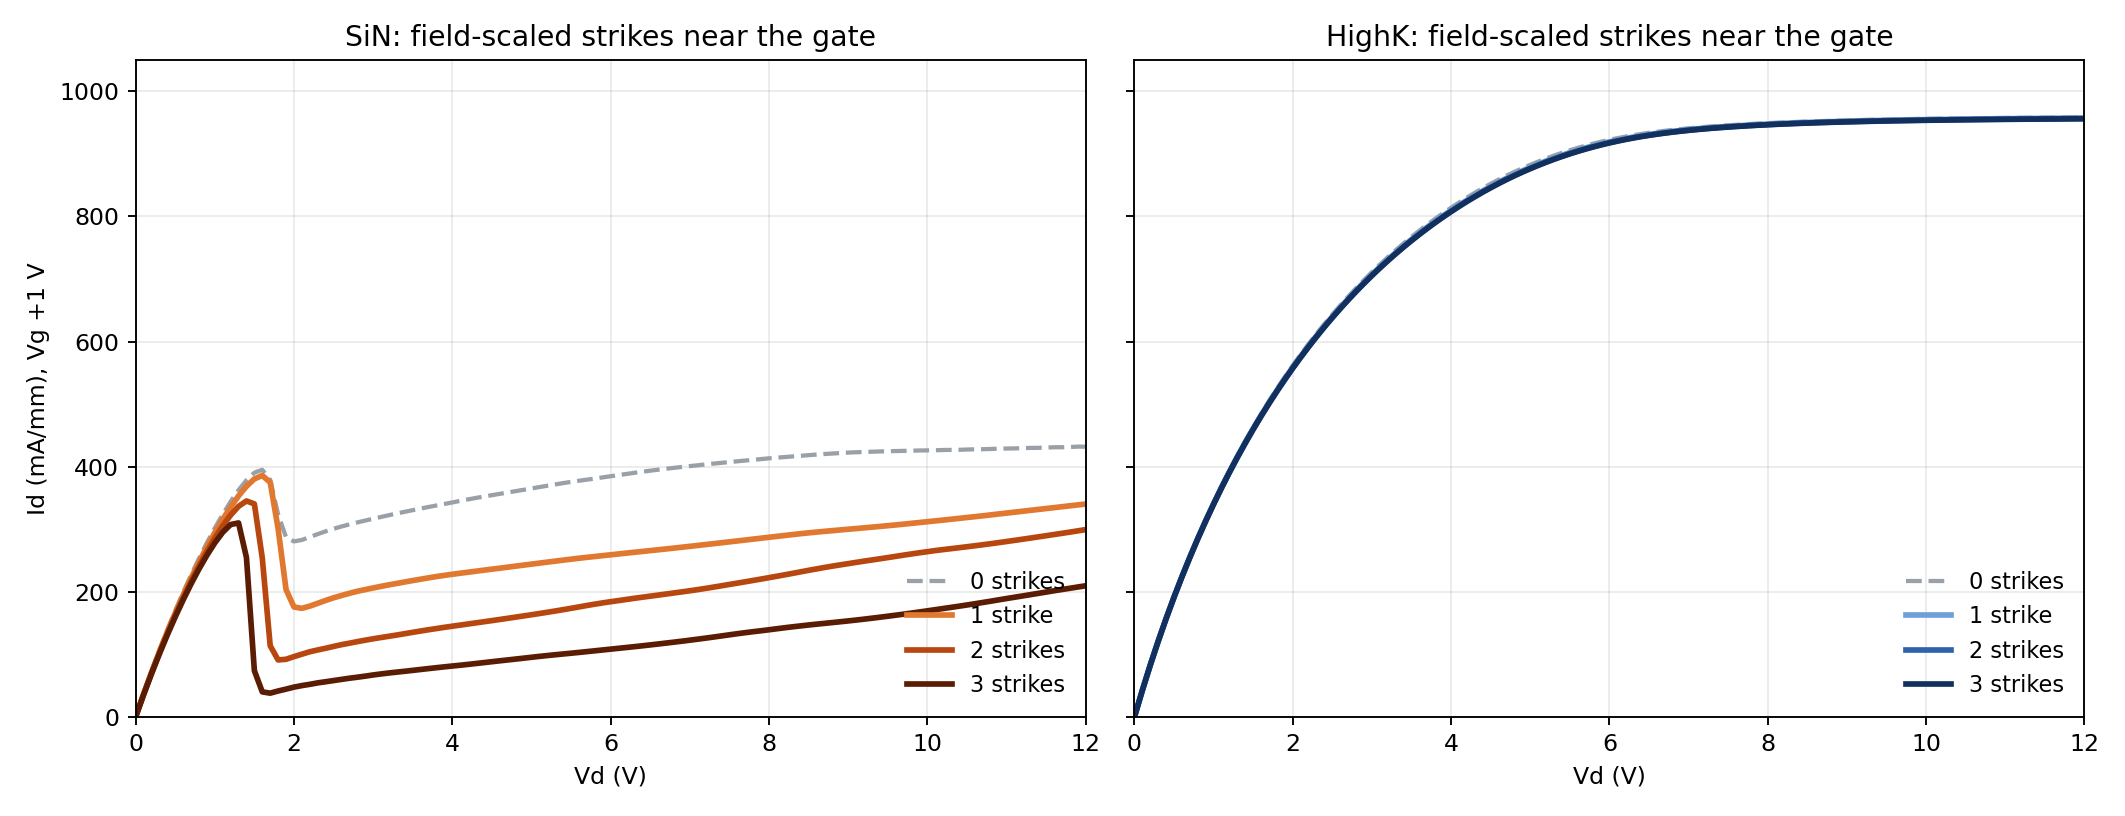 SiN: field-scaled strikes near the gate
1000
800
600
400
200
0
Id (mA/mm), Vg +1 V
0 strikes
1 strike
2 strikes
3 strikes
0 2 4 6 8 10 12
Vd (V)
HighK: field-scaled strikes near the gate
0 strikes
1 strike
2 strikes
3 strikes
0 2 4 6 8 10 12
Vd (V)